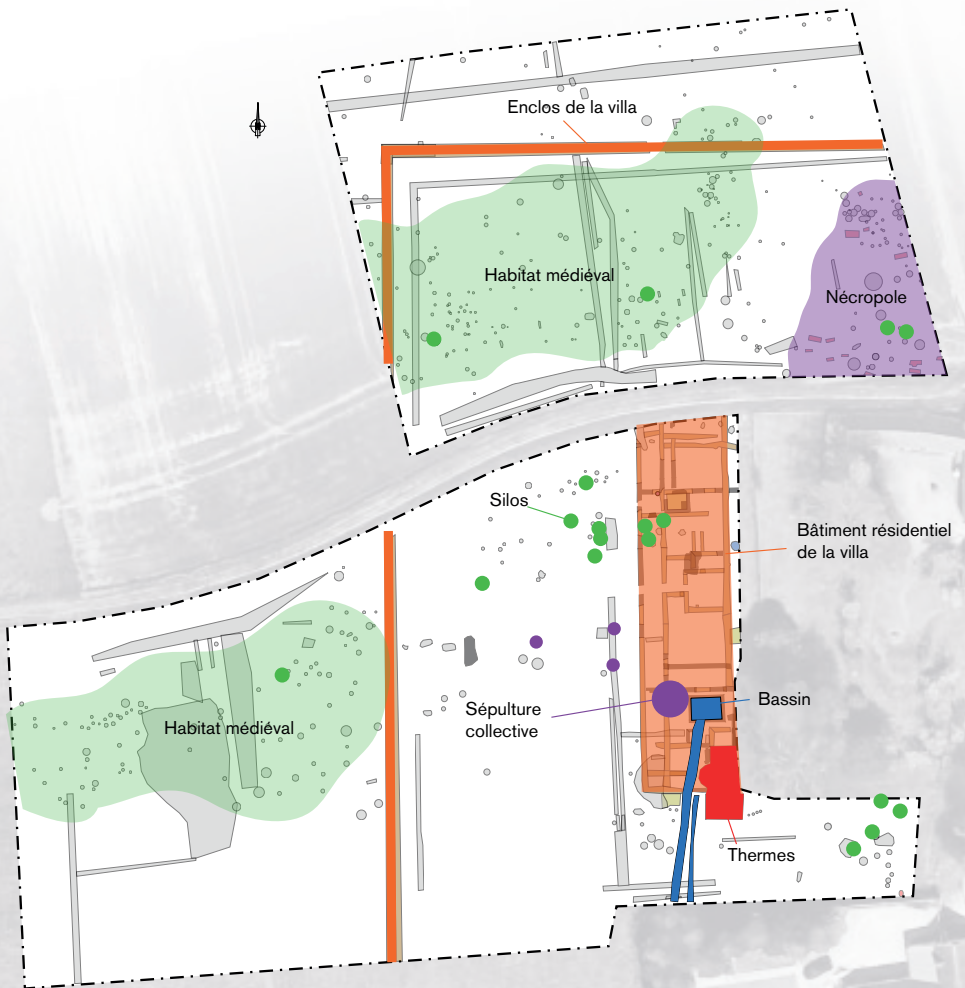 Enclos de la villa
Habitat médiéval
Nécropole
Silos
Bâtiment résidentiel
de la villa
Sépulture
collective
Bassin
Habitat médiéval
Thermes